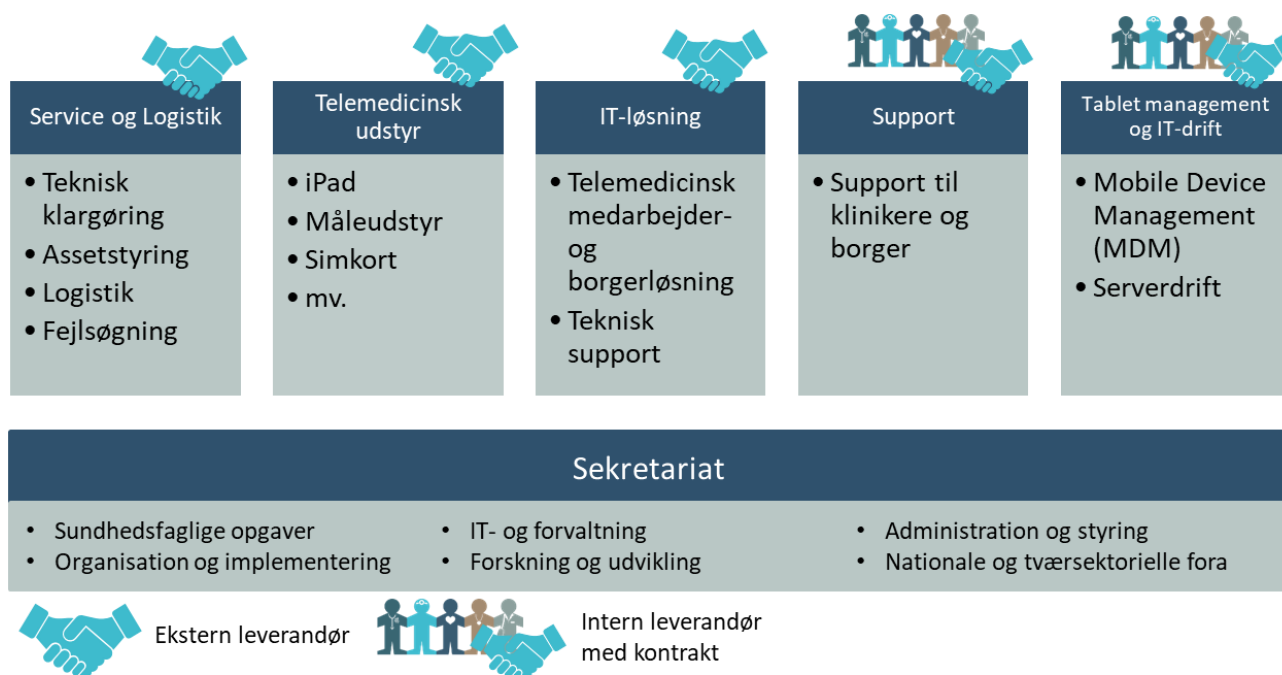 Service og Logistik
• Teknisk
klargøring
• Assetstyring
• Logistik
• Fejlsøgning
Telemedicinsk
udstyr
• iPad
• Måleudstyr
• Simkort
• mv.
IT-løsning
• Telemedicinsk
medarbejder-
og
borgerløsning
• Teknisk
support
Support
• Support til
klinikere og
borger
Tablet management
og IT-drift
• Mobile Device
Management
(MDM)
• Serverdrift
Sekretariat
• Sundhedsfaglige opgaver
• Organisation og implementering
• IT- og forvaltning
• Forskning og udvikling
• Administration og styring
• Nationale og tværsektorielle fora
Ekstern leverandør
Intern leverandør
med kontrakt